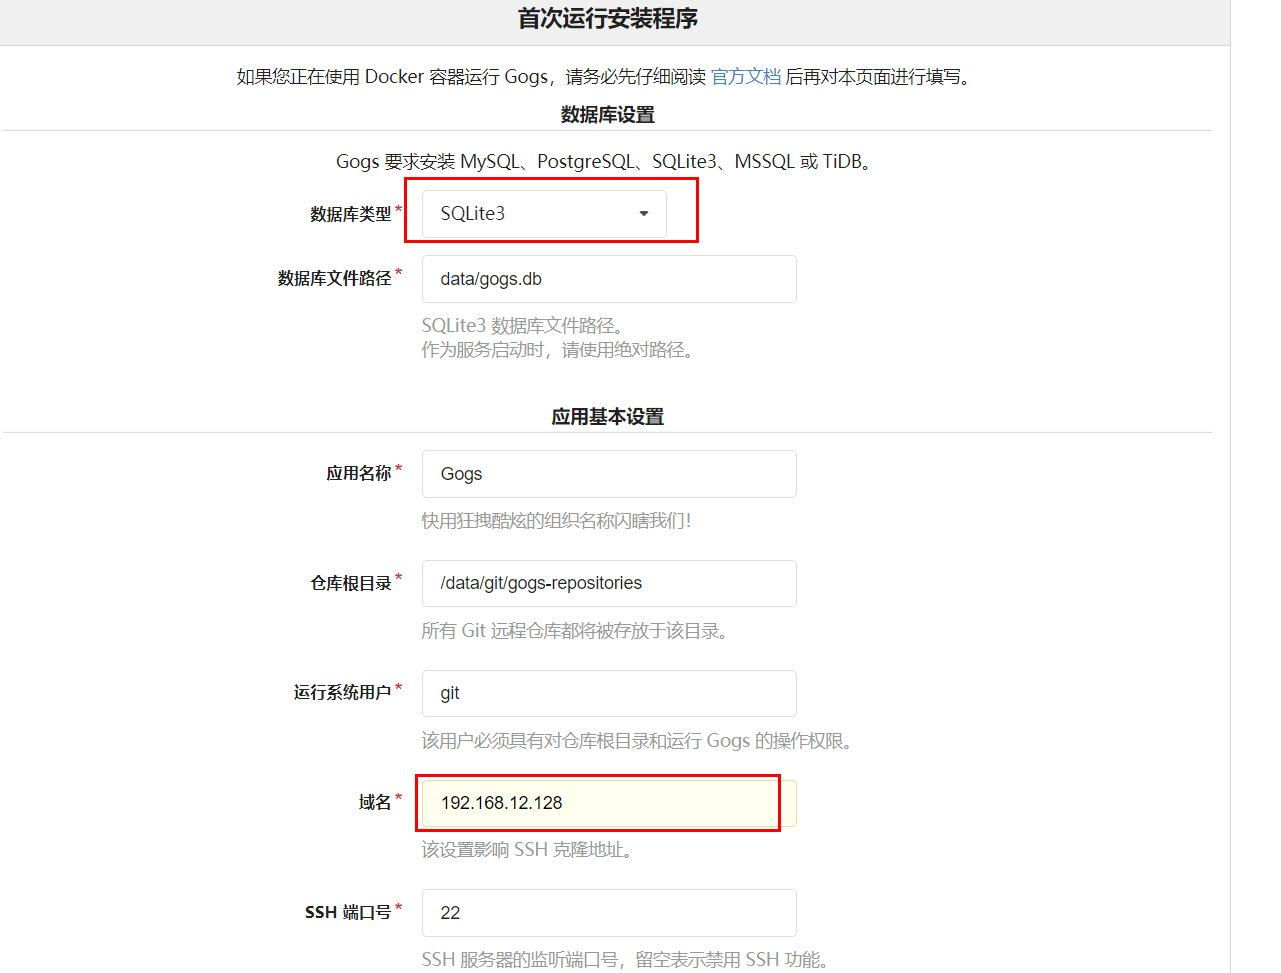 首次运行安装程序
如果您正在使用 Docker 容器运行 Gogs，请务必先仔细阅读 官方文档 后再对本页面进行填写。
数据库设置
Gogs 要求安装 MySQL、PostgreSQL、SQLite3、MSSQL 或 TiDB。
数据库类型* SQLite3
数据库文件路径* data/gogs.db
SQLite3 数据库文件路径。
作为服务启动时，请使用绝对路径。
应用基本设置
应用名称* Gogs
快用狂拽酷炫的组织名称闪瞎我们！
仓库根目录* /data/git/gogs-repositories
所有 Git 远程仓库都将被存放于该目录。
运行系统用户* git
该用户必须具有对仓库根目录和运行 Gogs 的操作权限。
域名* 192.168.12.128
该设置影响 SSH 克隆地址。
SSH 端口号* 22
SSH 服务器的监听端口号，留空表示禁用 SSH 功能。